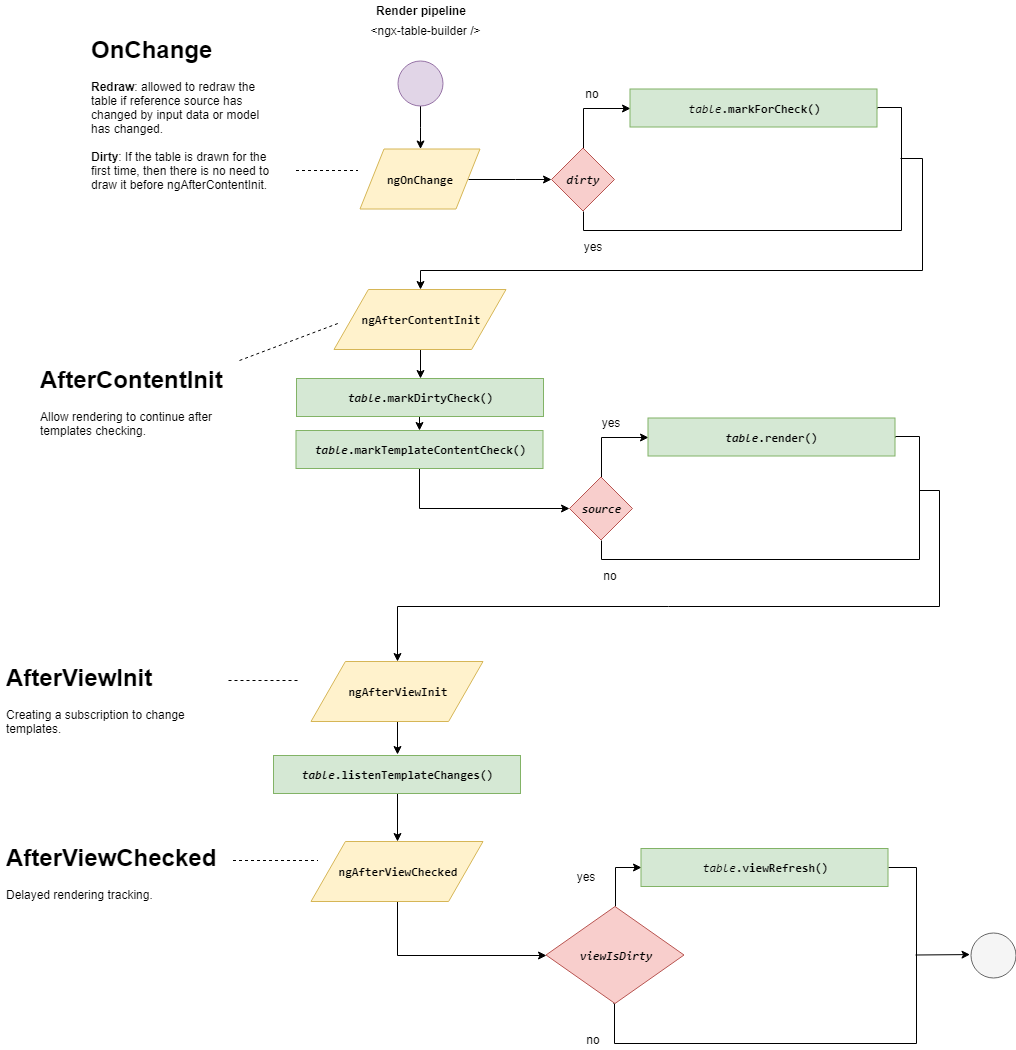 Render pipeline
<ngx-table-builder />
OnChange
Redraw: allowed to redraw the
table if reference source has
changed by input data or model
has changed.
Dirty: If the table is drawn for the
first time, then there is no need to
draw it before ngAfterContentInit.
ngOnChange
dirty
no
table.markForCheck()
yes
ngAfterContentInit
AfterContentInit
Allow rendering to continue after
templates checking.
table.markDirtyCheck()
table.markTemplateContentCheck()
source
yes
table.render()
no
AfterViewInit
Creating a subscription to change
templates.
ngAfterViewInit
table.listenTemplateChanges()
AfterViewChecked
Delayed rendering tracking.
ngAfterViewChecked
viewIsDirty
yes
table.viewRefresh()
no